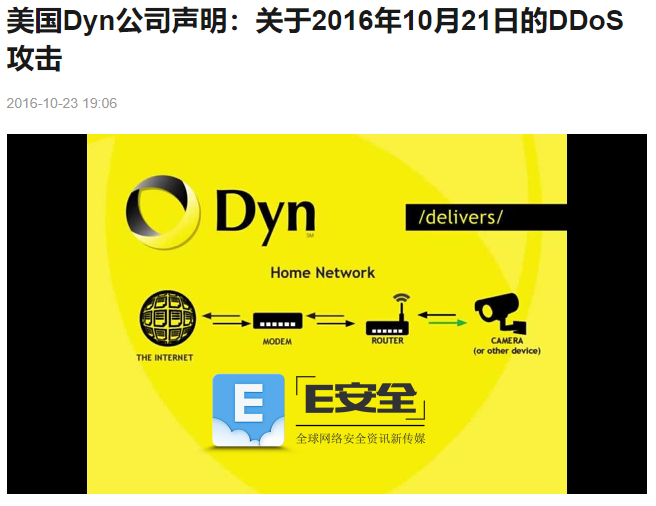 美国Dyn公司声明：关于2016年10月21日的DDoS
攻击
2016-10-23 19:06
Dyn
SM
/delivers/
Home Network
THE INTERNET
MODEM
ROUTER
CAMERA
(or other device)
E
E安全
全球网络安全资讯新传媒